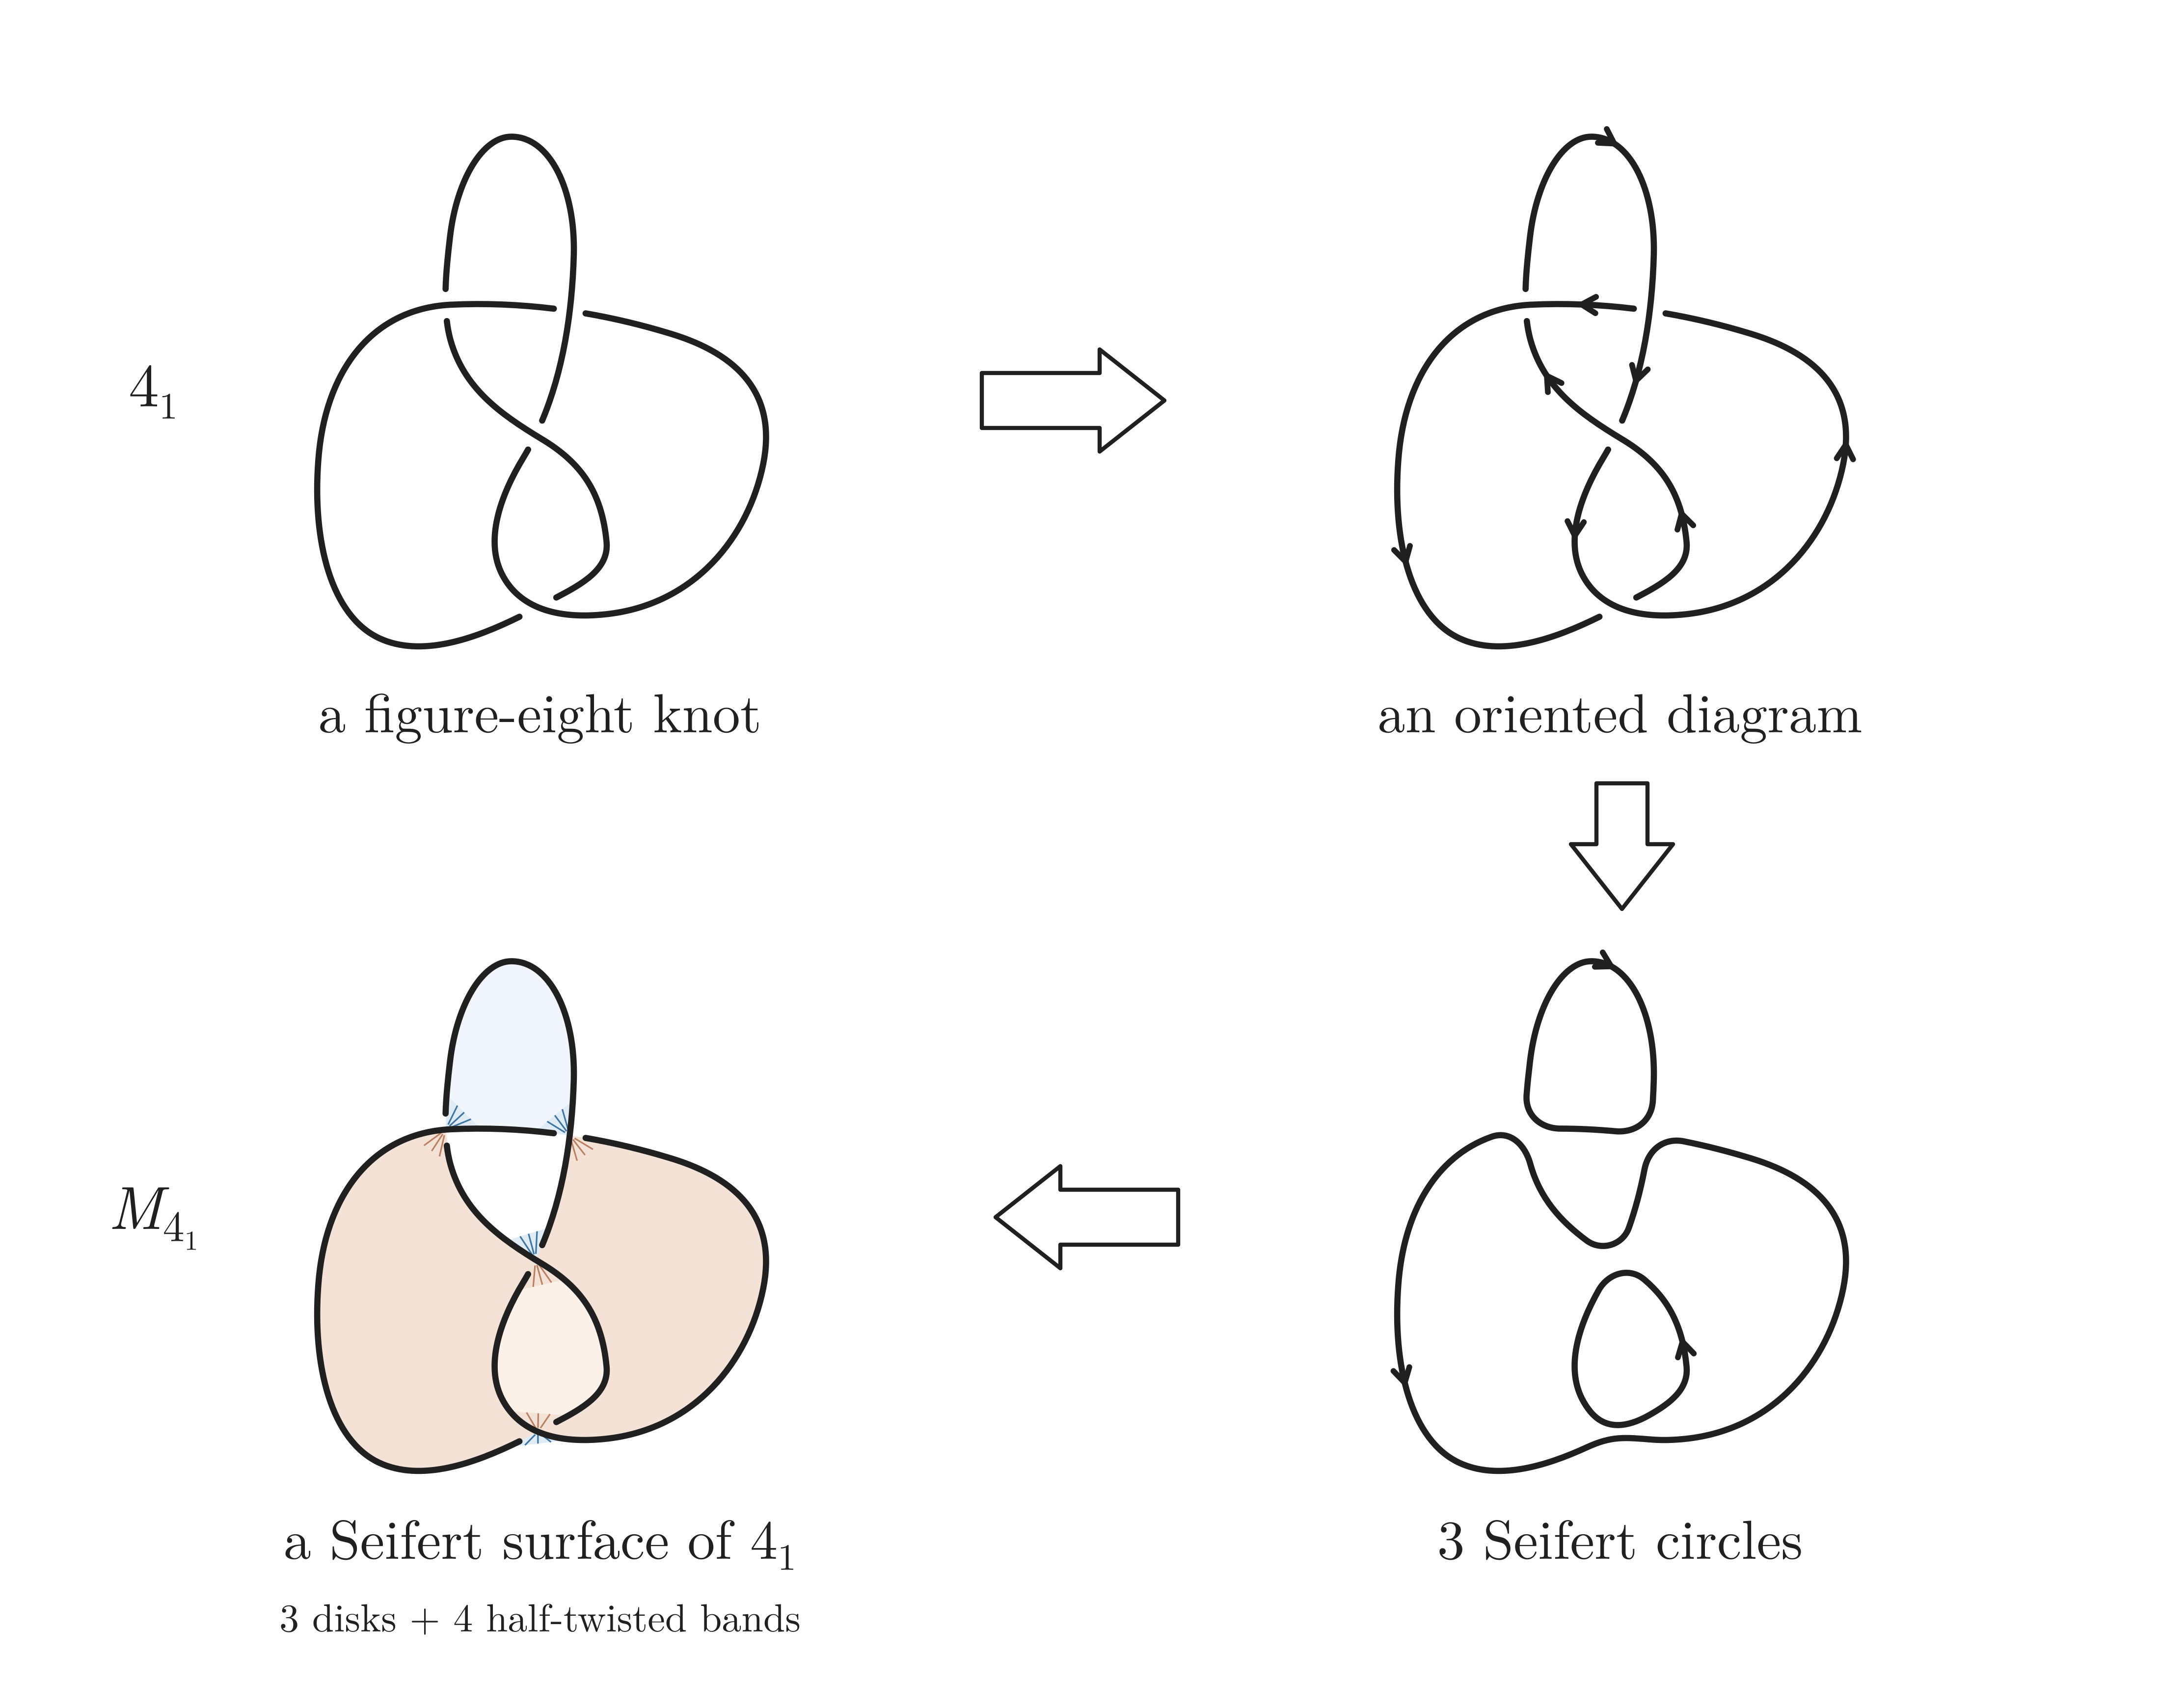 4₁
a figure-eight knot
an oriented diagram
M₄₁
a Seifert surface of 4₁
3 disks + 4 half-twisted bands
3 Seifert circles